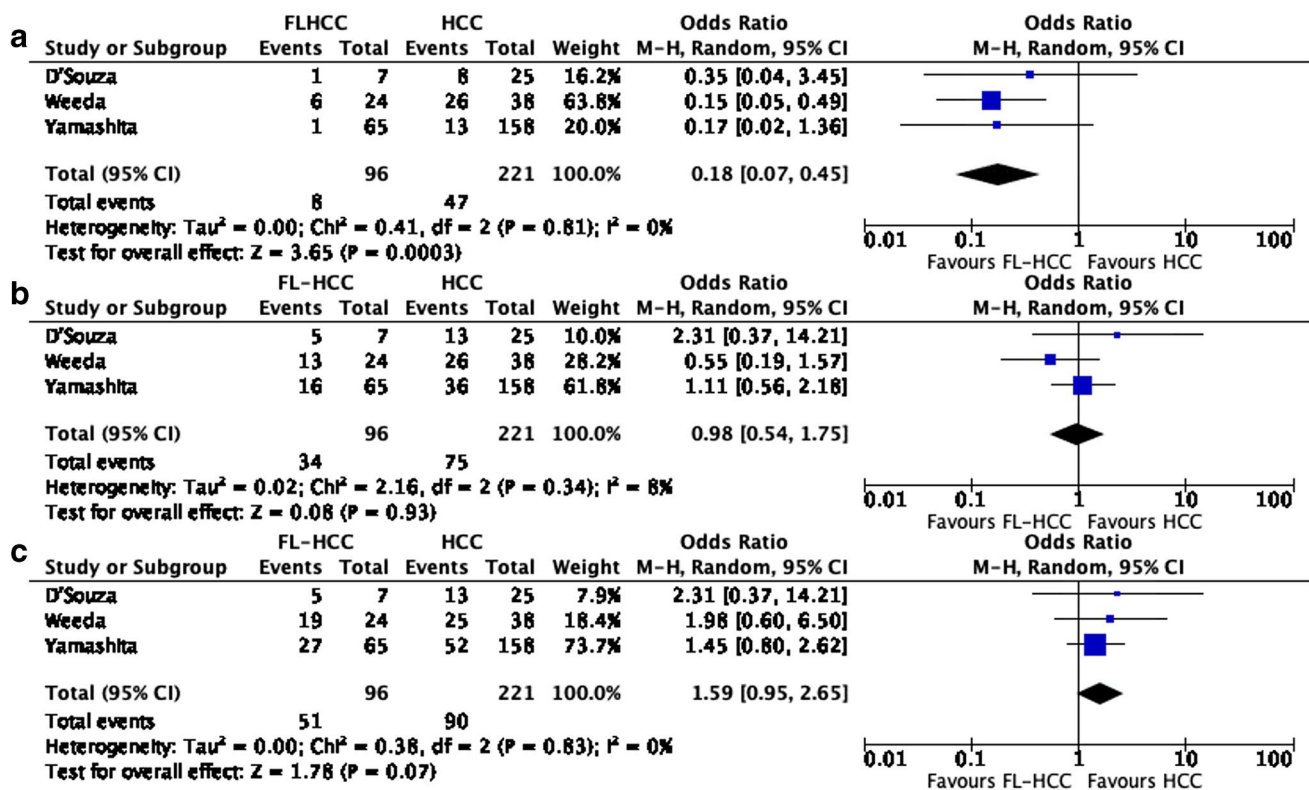 a
FLHCC HCC Odds Ratio Odds Ratio
Study or Subgroup Events Total Events Total Weight M-H, Random, 95% CI M-H, Random, 95% CI
D'Souza 1 7 8 25 16.2% 0.35 [0.04, 3.45]
Weeda 6 24 26 38 63.8% 0.15 [0.05, 0.49]
Yamashita 1 65 13 158 20.0% 0.17 [0.02, 1.36]
Total (95% CI) 96 221 100.0% 0.18 [0.07, 0.45]
Total events 8 47
Heterogeneity: Tau² = 0.00; Chi² = 0.41, df = 2 (P = 0.81); I² = 0%
Test for overall effect: Z = 3.65 (P = 0.0003)
0.01 0.1 1 10 100
Favours FL-HCC Favours HCC
b
FL-HCC HCC Odds Ratio Odds Ratio
Study or Subgroup Events Total Events Total Weight M-H, Random, 95% CI M-H, Random, 95% CI
D'Souza 5 7 13 25 10.0% 2.31 [0.37, 14.21]
Weeda 13 24 26 38 28.2% 0.55 [0.19, 1.57]
Yamashita 16 65 36 158 61.8% 1.11 [0.56, 2.18]
Total (95% CI) 96 221 100.0% 0.98 [0.54, 1.75]
Total events 34 75
Heterogeneity: Tau² = 0.02; Chi² = 2.16, df = 2 (P = 0.34); I² = 8%
Test for overall effect: Z = 0.08 (P = 0.93)
0.01 0.1 1 10 100
Favours FL-HCC Favours HCC
c
FL-HCC HCC Odds Ratio Odds Ratio
Study or Subgroup Events Total Events Total Weight M-H, Random, 95% CI M-H, Random, 95% CI
D'Souza 5 7 13 25 7.9% 2.31 [0.37, 14.21]
Weeda 19 24 25 38 18.4% 1.98 [0.60, 6.50]
Yamashita 27 65 52 158 73.7% 1.45 [0.80, 2.62]
Total (95% CI) 96 221 100.0% 1.59 [0.95, 2.65]
Total events 51 90
Heterogeneity: Tau² = 0.00; Chi² = 0.38, df = 2 (P = 0.83); I² = 0%
Test for overall effect: Z = 1.78 (P = 0.07)
0.01 0.1 1 10 100
Favours FL-HCC Favours HCC